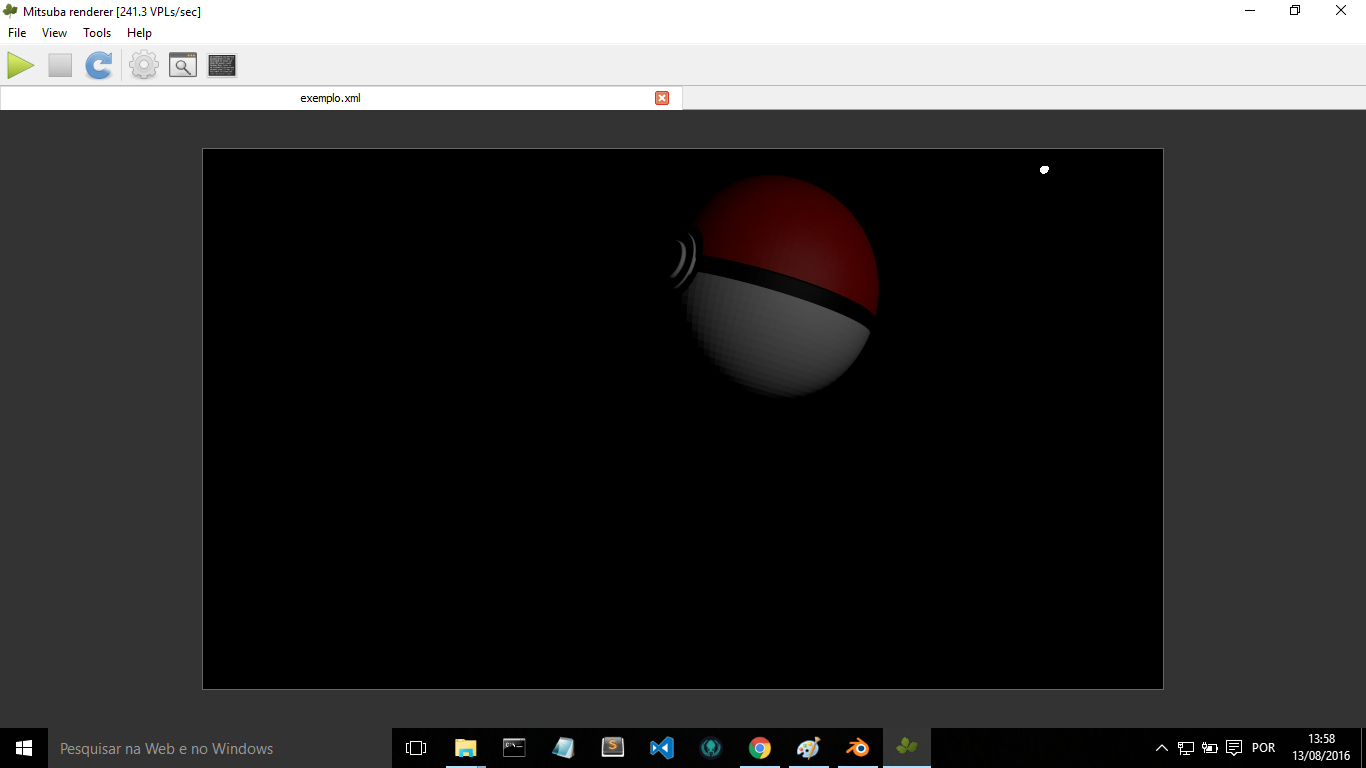 Mitsuba renderer [241.3 VPLs/sec]
File View Tools Help
exemplo.xml
Pesquisar na Web e no Windows
POR
13:58
13/08/2016